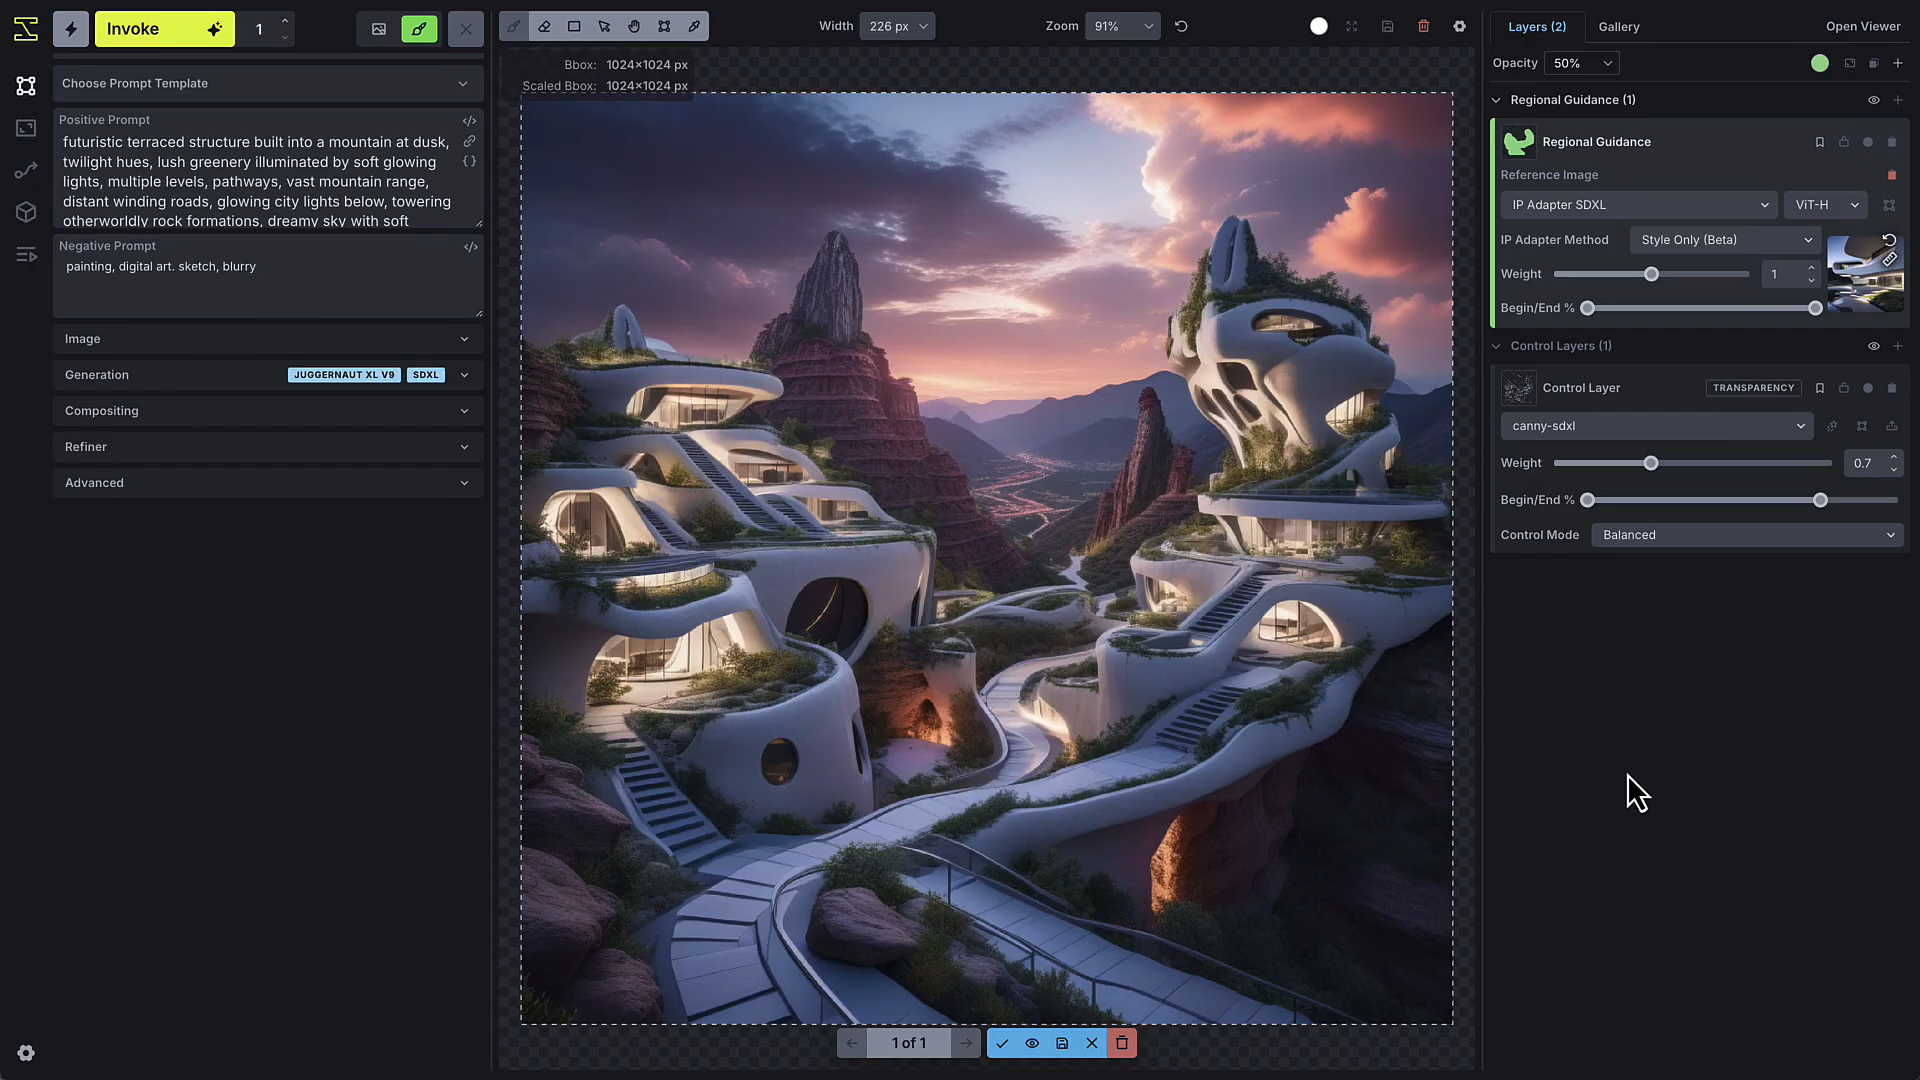 Invoke
1
Width
226 px
Zoom
91%
Layers (2)
Gallery
Open Viewer
Bbox: 1024×1024 px
Scaled Bbox: 1024×1024 px
Choose Prompt Template
Positive Prompt
futuristic terraced structure built into a mountain at dusk,
twilight hues, lush greenery illuminated by soft glowing
lights, multiple levels, pathways, vast mountain range,
distant winding roads, glowing city lights below, towering
otherworldly rock formations, dreamy sky with soft
Negative Prompt
painting, digital art. sketch, blurry
Image
Generation
JUGGERNAUT XL V9
SDXL
Compositing
Refiner
Advanced
1 of 1
Opacity
50%
Regional Guidance (1)
Regional Guidance
Reference Image
IP Adapter SDXL
ViT-H
IP Adapter Method
Style Only (Beta)
Weight
1
Begin/End %
Control Layers (1)
Control Layer
TRANSPARENCY
canny-sdxl
Weight
0.7
Begin/End %
Control Mode
Balanced